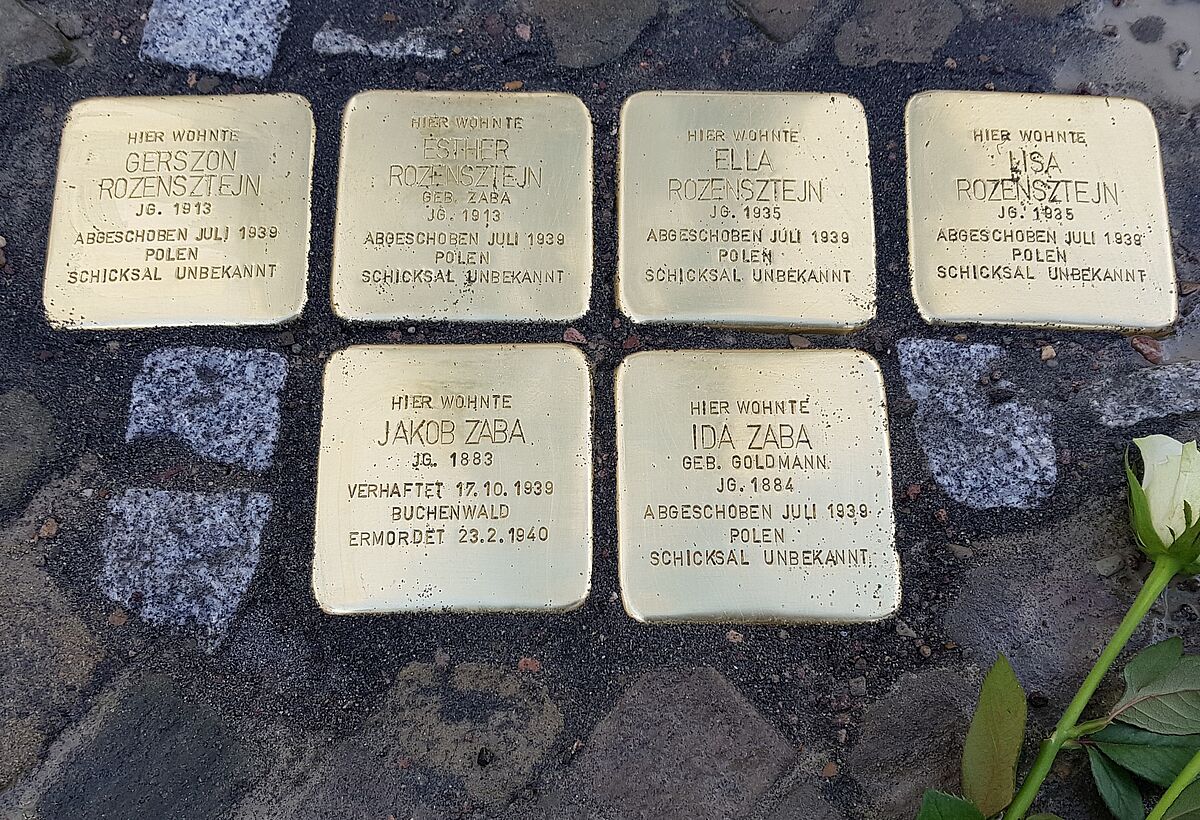 HIER WOHNTE
GERSZON
ROZENSZTEJN
JG. 1913
ABGESCHOBEN JULI 1939
POLEN
SCHICKSAL UNBEKANNT
HIER WOHNTE
ESTHER
ROZENSZTEJN
GEB. ZABA
JG. 1913
ABGESCHOBEN JULI 1939
POLEN
SCHICKSAL UNBEKANNT
HIER WOHNTE
ELLA
ROZENSZTEJN
JG. 1935
ABGESCHOBEN JULI 1939
POLEN
SCHICKSAL UNBEKANNT
HIER WOHNTE
LISA
ROZENSZTEJN
JG. 1935
ABGESCHOBEN JULI 1939
POLEN
SCHICKSAL UNBEKANNT
HIER WOHNTE
JAKOB ZABA
JG. 1883
VERHAFTET 17.10.1939
BUCHENWALD
ERMORDET 23.2.1940
HIER WOHNTE
IDA ZABA
GEB. GOLDMANN
JG. 1884
ABGESCHOBEN JULI 1939
POLEN
SCHICKSAL UNBEKANNT